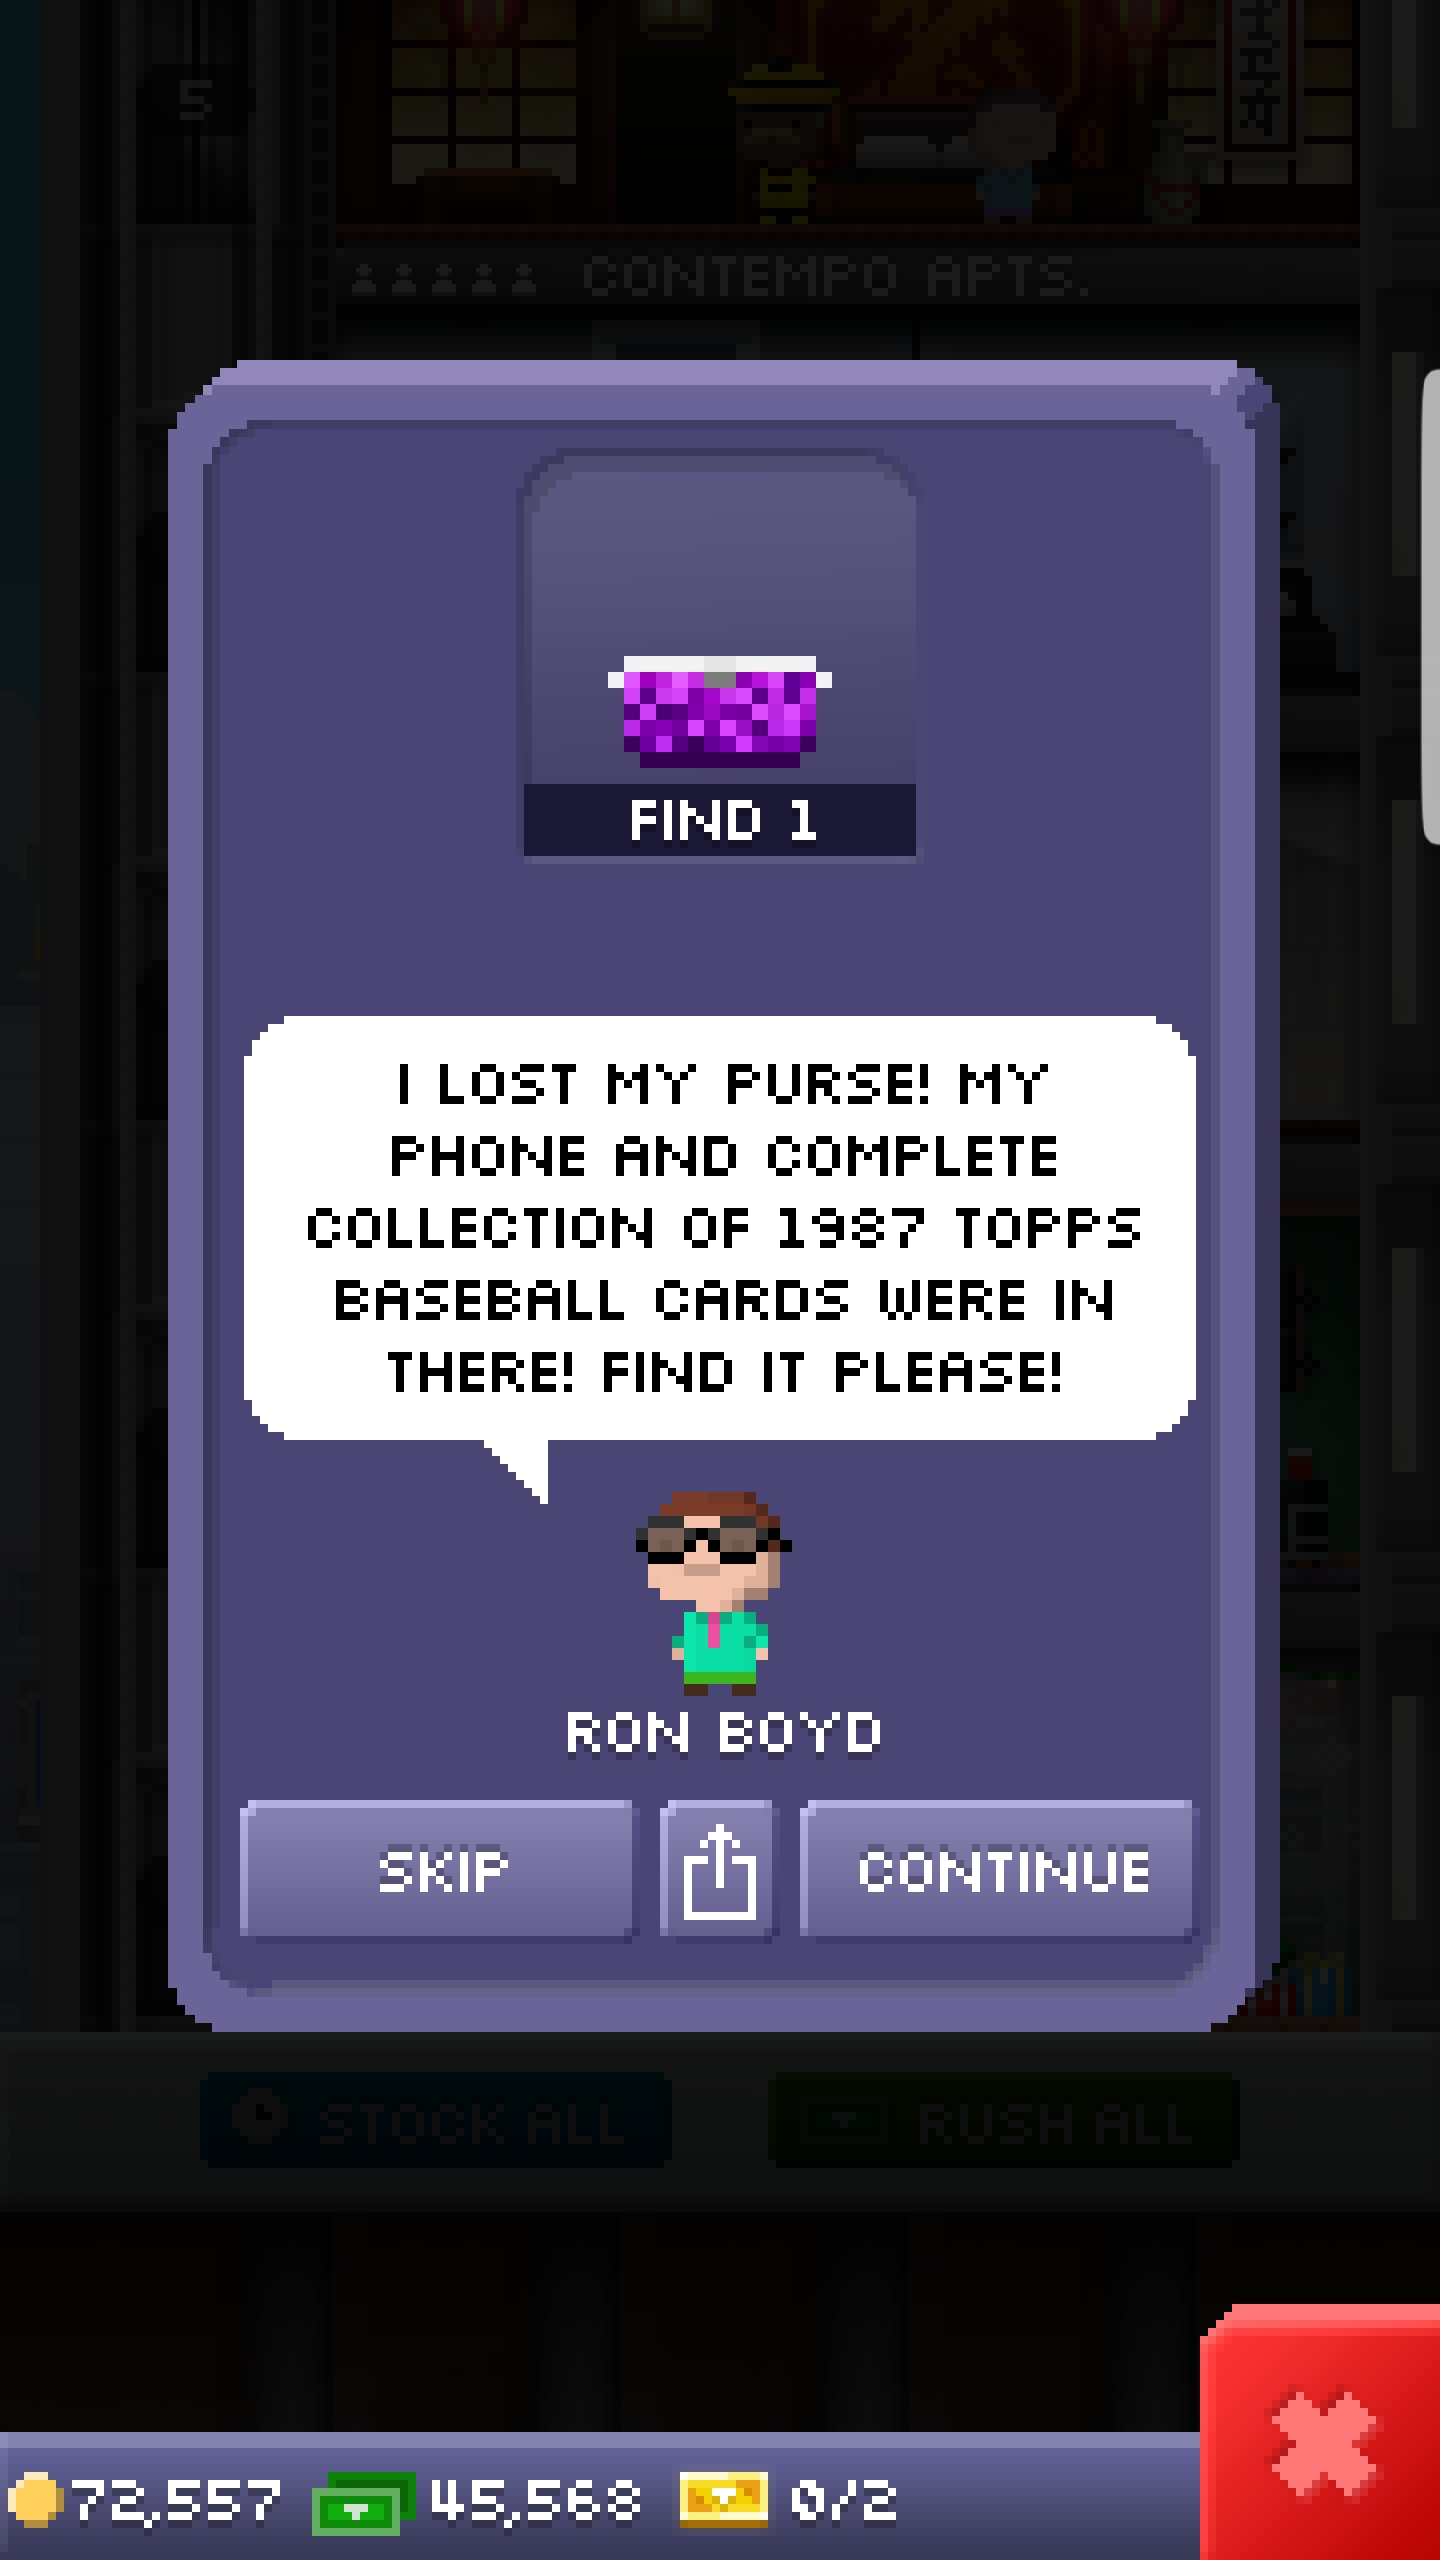 5
CONTEMPO APTS.
FIND 1
I LOST MY PURSE! MY
PHONE AND COMPLETE
COLLECTION OF 1987 TOPPS
BASEBALL CARDS WERE IN
THERE! FIND IT PLEASE!
RON BOYD
SKIP
CONTINUE
STOCK ALL
RUSH ALL
72,557
45,568
0/2